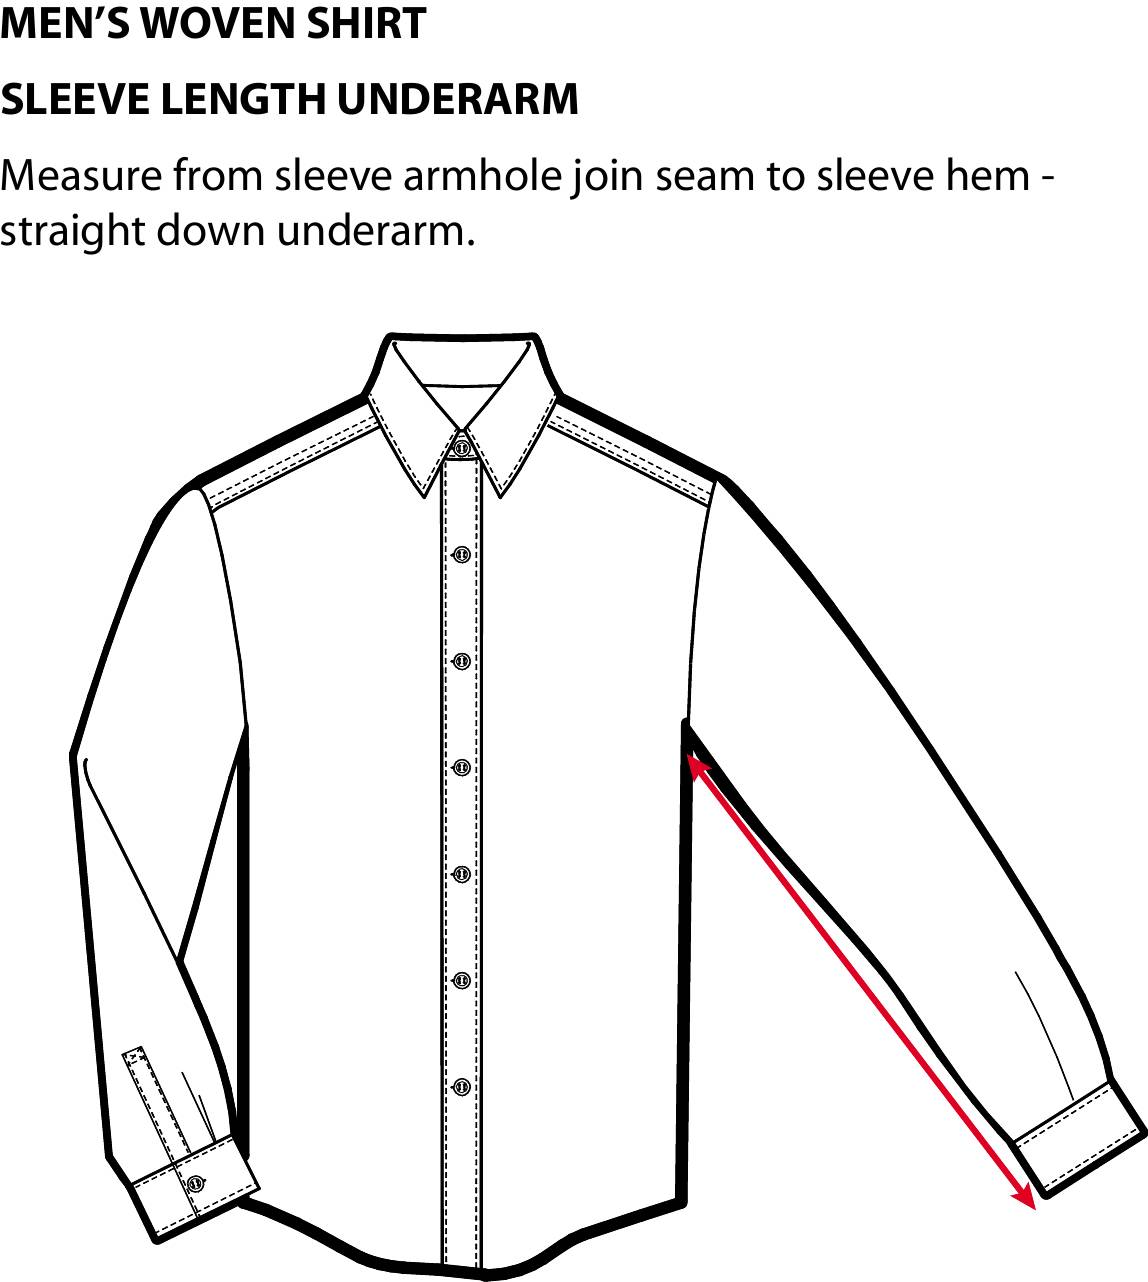 MEN’S WOVEN SHIRT
SLEEVE LENGTH UNDERARM
Measure from sleeve armhole join seam to sleeve hem -
straight down underarm.